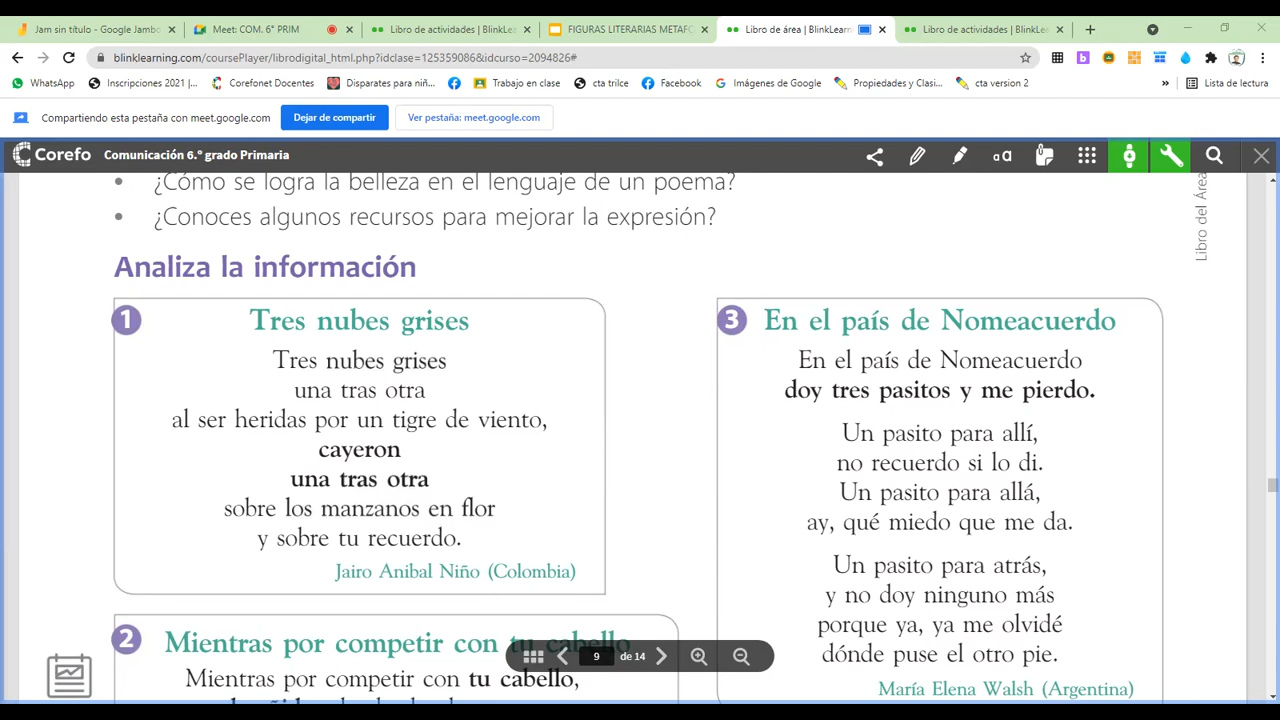 Jam sin título - Google Jambo
Meet: COM. 6° PRIM
Libro de actividades | BlinkLea
FIGURAS LITERARIAS METAFO
Libro de área | BlinkLearn
Libro de actividades | BlinkLe
blinklearning.com/coursePlayer/librodigital_html.php?idclase=125359086&idcurso=2094826#
WhatsApp
Inscripciones 2021 |...
Corefonet Docentes
Disparates para niñ...
Trabajo en clase
cta trilce
Facebook
Imágenes de Google
Propiedades y Clasi...
cta version 2
»
Lista de lectura
Compartiendo esta pestaña con meet.google.com
Dejar de compartir
Ver pestaña: meet.google.com
Corefo
Comunicación 6.º grado Primaria
a a
• ¿Cómo se logra la belleza en el lenguaje de un poema?
• ¿Conoces algunos recursos para mejorar la expresión?
Libro del Área
Analiza la información
1
Tres nubes grises
Tres nubes grises
una tras otra
al ser heridas por un tigre de viento,
cayeron
una tras otra
sobre los manzanos en flor
y sobre tu recuerdo.
Jairo Anibal Niño (Colombia)
2
Mientras por competir con tu cabello
Mientras por competir con tu cabello,
3
En el país de Nomeacuerdo
En el país de Nomeacuerdo
doy tres pasitos y me pierdo.
Un pasito para allí,
no recuerdo si lo di.
Un pasito para allá,
ay, qué miedo que me da.
Un pasito para atrás,
y no doy ninguno más
porque ya, ya me olvidé
dónde puse el otro pie.
María Elena Walsh (Argentina)
9 de 14